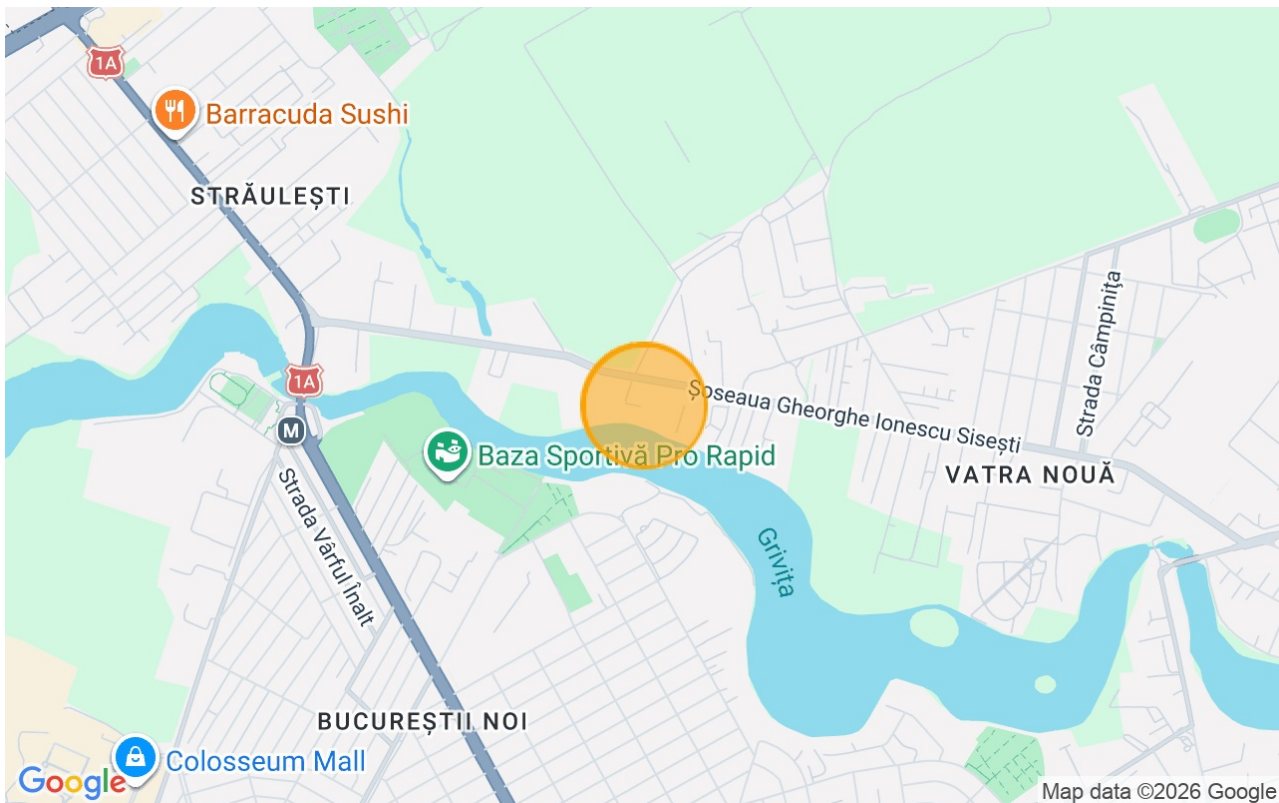 1A
Barracuda Sushi
STRĂULEȘTI
Strada Câmpinița
1A
Șoseaua Gheorghe Ionescu Sisești
M
Baza Sportivă Pro Rapid
VATRA NOUĂ
Strada Vârful Înalt
Grivița
BUCUREȘTII NOI
Colosseum Mall
Google
Map data ©2026 Google